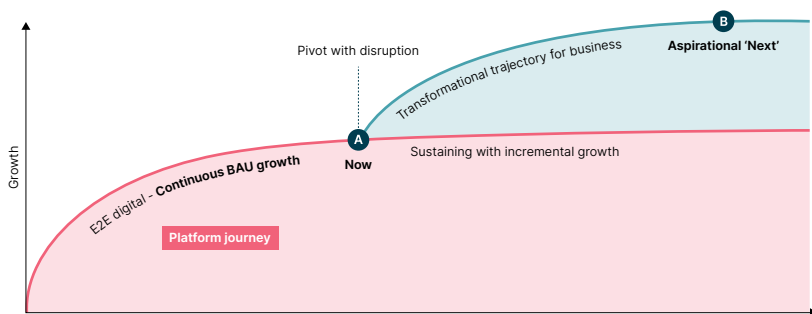 B
Aspirational ‘Next’
Pivot with disruption
Transformational trajectory for business
A
Now
Sustaining with incremental growth
Growth
E2E digital - Continuous BAU growth
Platform journey